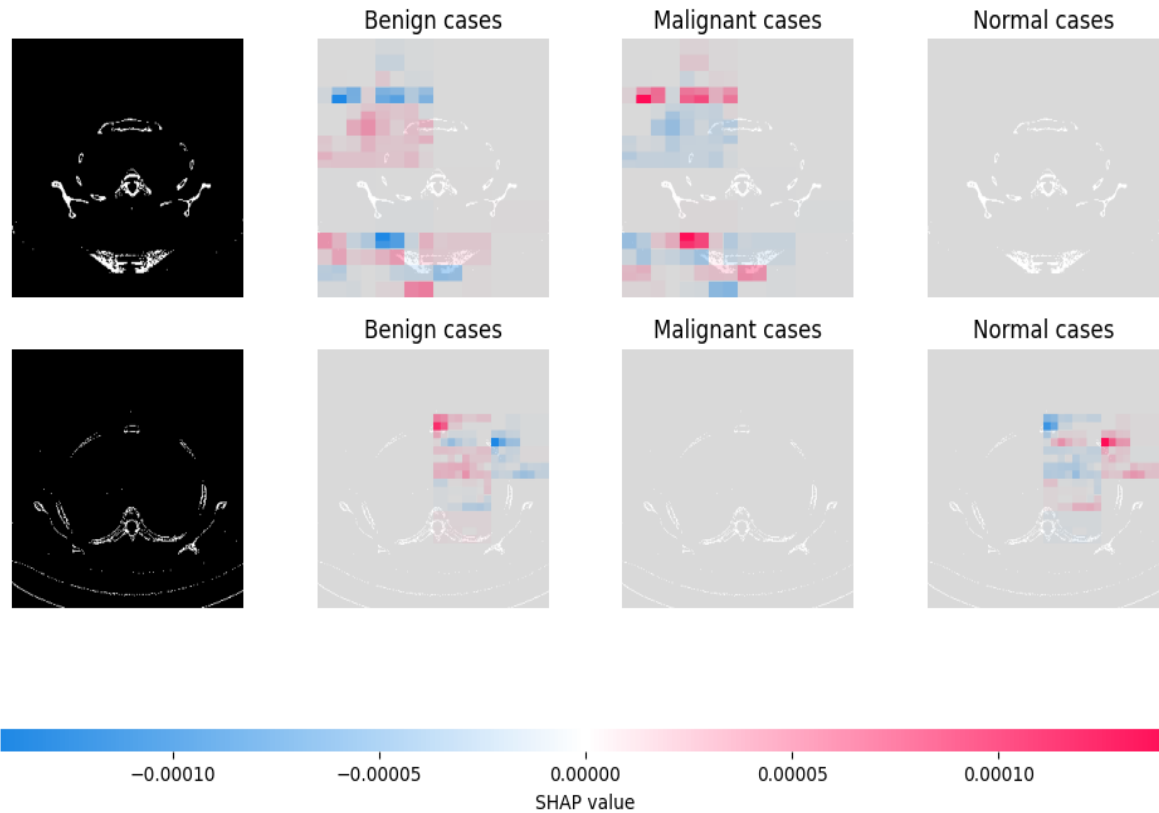 Benign cases Malignant cases Normal cases
Benign cases Malignant cases Normal cases
−0.00010 −0.00005 0.00000 0.00005 0.00010
SHAP value